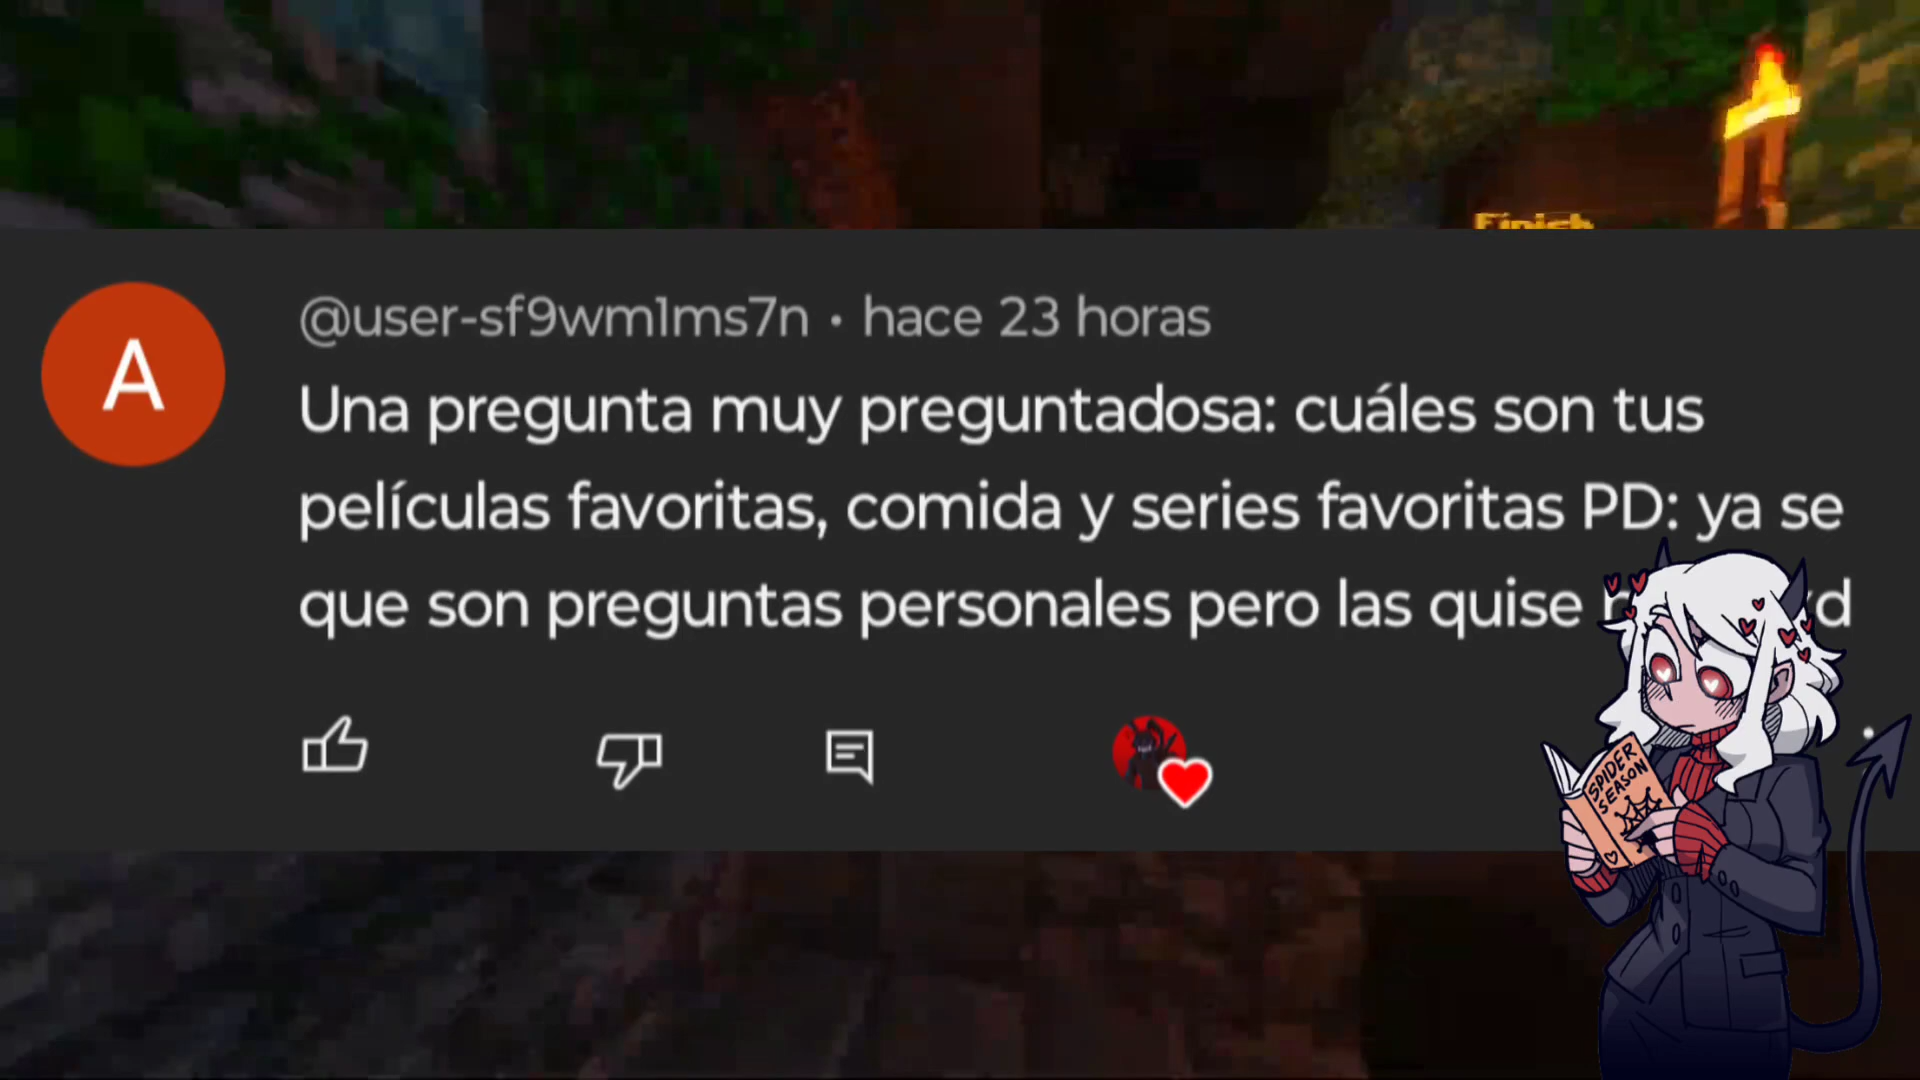 Finish
A
@user-sf9wm1ms7n • hace 23 horas
Una pregunta muy preguntadosa: cuáles son tus
películas favoritas, comida y series favoritas PD: ya se
que son preguntas personales pero las quise
SPIDER
SEASON